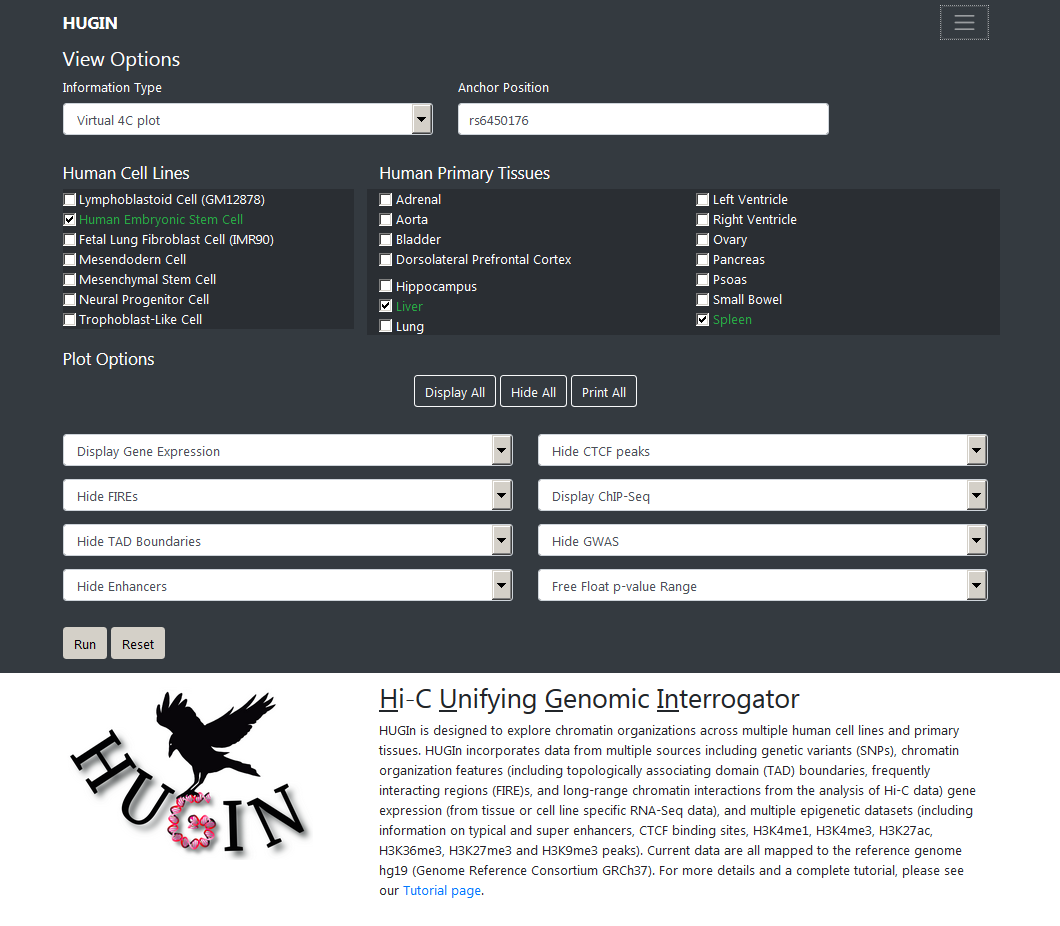 HUGIN
View Options
Information Type
Anchor Position
Virtual 4C plot
rs6450176
Human Cell Lines
Lymphoblastoid Cell (GM12878)
Human Embryonic Stem Cell
Fetal Lung Fibroblast Cell (IMR90)
Mesendodern Cell
Mesenchymal Stem Cell
Neural Progenitor Cell
Trophoblast-Like Cell
Human Primary Tissues
Adrenal
Aorta
Bladder
Dorsolateral Prefrontal Cortex
Hippocampus
Liver
Lung
Left Ventricle
Right Ventricle
Ovary
Pancreas
Psoas
Small Bowel
Spleen
Plot Options
Display All
Hide All
Print All
Display Gene Expression
Hide CTCF peaks
Hide FIREs
Display ChIP-Seq
Hide TAD Boundaries
Hide GWAS
Hide Enhancers
Free Float p-value Range
Run
Reset
HUGIN
Hi-C Unifying Genomic Interrogator
HUGIn is designed to explore chromatin organizations across multiple human cell lines and primary
tissues. HUGIn incorporates data from multiple sources including genetic variants (SNPs), chromatin
organization features (including topologically associating domain (TAD) boundaries, frequently
interacting regions (FIRE)s, and long-range chromatin interactions from the analysis of Hi-C data) gene
expression (from tissue or cell line specific RNA-Seq data), and multiple epigenetic datasets (including
information on typical and super enhancers, CTCF binding sites, H3K4me1, H3K4me3, H3K27ac,
H3K36me3, H3K27me3 and H3K9me3 peaks). Current data are all mapped to the reference genome
hg19 (Genome Reference Consortium GRCh37). For more details and a complete tutorial, please see
our Tutorial page.